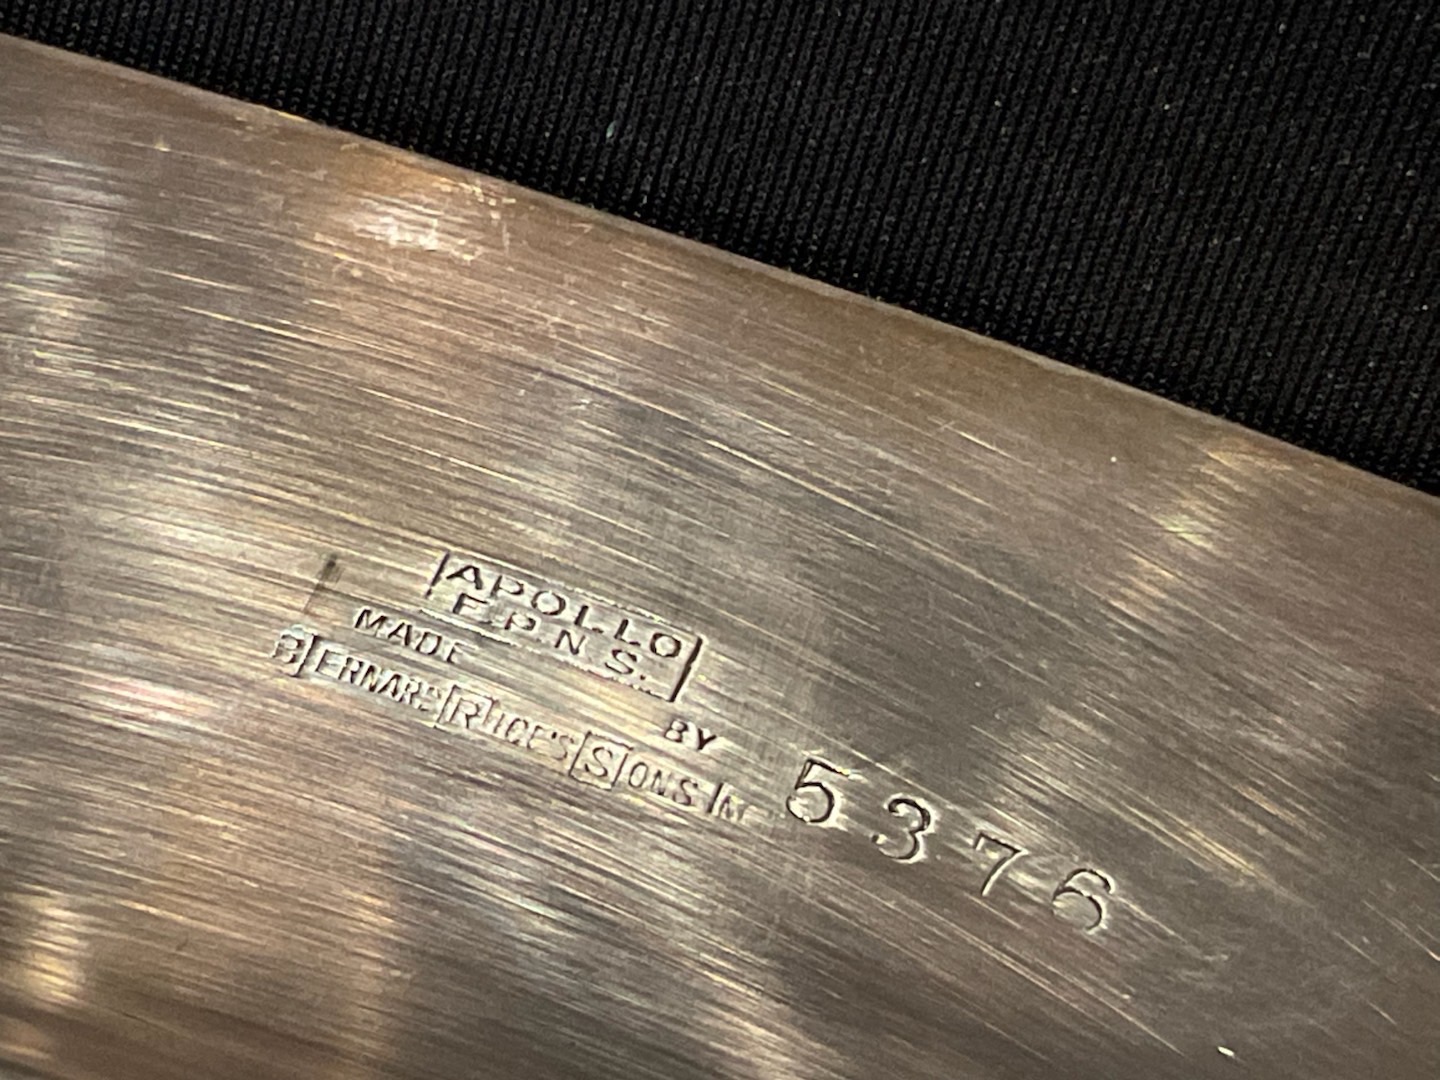 APOLLO
E.P.N.S.
MADE BY
BERNARD RICE'S SONS INC
5376